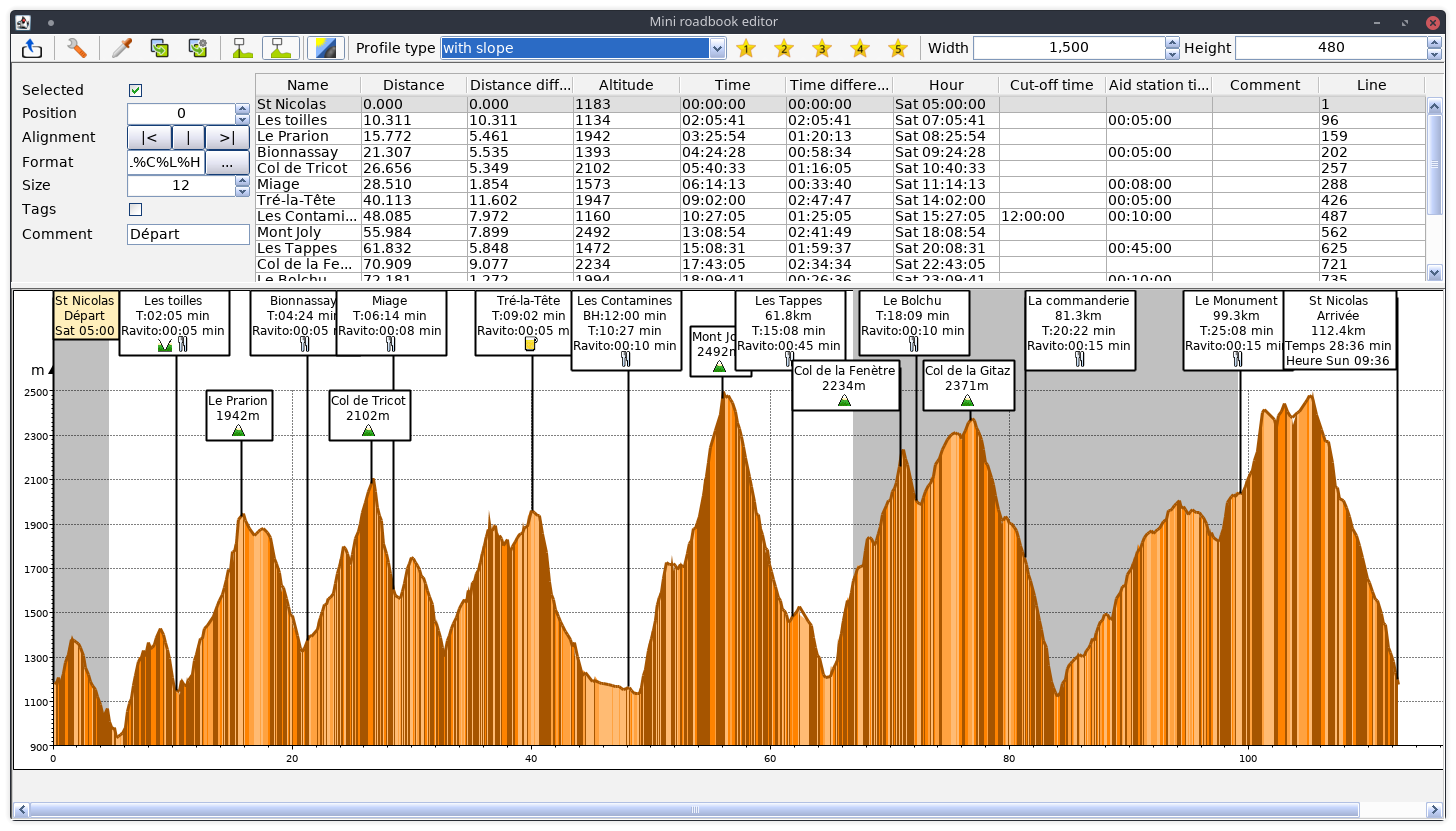 Mini roadbook editor
Profile type with slope 1 2 3 4 5 Width 1,500 Height 480
Selected
Position 0
Alignment |< | >|
Format .%C%L%H ...
Size 12
Tags
Comment Départ
Name Distance Distance diff... Altitude Time Time differe... Hour Cut-off time Aid station ti... Comment Line
St Nicolas 0.000 0.000 1183 00:00:00 00:00:00 Sat 05:00:00 1
Les toilles 10.311 10.311 1134 02:05:41 02:05:41 Sat 07:05:41 00:05:00 96
Le Prarion 15.772 5.461 1942 03:25:54 01:20:13 Sat 08:25:54 159
Bionnassay 21.307 5.535 1393 04:24:28 00:58:34 Sat 09:24:28 00:05:00 202
Col de Tricot 26.656 5.349 2102 05:40:33 01:16:05 Sat 10:40:33 257
Miage 28.510 1.854 1573 06:14:13 00:33:40 Sat 11:14:13 00:08:00 288
Tré-la-Tête 40.113 11.602 1947 09:02:00 02:47:47 Sat 14:02:00 00:05:00 426
Les Contami... 48.085 7.972 1160 10:27:05 01:25:05 Sat 15:27:05 12:00:00 00:10:00 487
Mont Joly 55.984 7.899 2492 13:08:54 02:41:49 Sat 18:08:54 562
Les Tappes 61.832 5.848 1472 15:08:31 01:59:37 Sat 20:08:31 00:45:00 625
Col de la Fe... 70.909 9.077 2234 17:43:05 02:34:34 Sat 22:43:05 721
Le Bolchu 72.181 1.272 1994 18:09:41 00:26:36 Sat 23:09:41 00:10:00 735
St Nicolas
Départ
Sat 05:00
Les toilles
T:02:05 min
Ravito:00:05 min
Bionnassay
T:04:24 min
Ravito:00:05
Miage
T:06:14 min
Ravito:00:08 min
Tré-la-Tête
T:09:02 min
Ravito:00:05 m
Les Contamines
BH:12:00 min
T:10:27 min
Ravito:00:10 min
Mont Jo
2492m
Les Tappes
61.8km
T:15:08 min
Ravito:00:45 min
Le Bolchu
T:18:09 min
Ravito:00:10 min
La commanderie
81.3km
T:20:22 min
Ravito:00:15 min
Le Monument
99.3km
T:25:08 min
Ravito:00:15 min
St Nicolas
Arrivée
112.4km
Temps 28:36 min
Heure Sun 09:36
Le Prarion
1942m
Col de Tricot
2102m
Col de la Fenètre
2234m
Col de la Gitaz
2371m
m
2500
2300
2100
1900
1700
1500
1300
1100
900
0 20 40 60 80 100